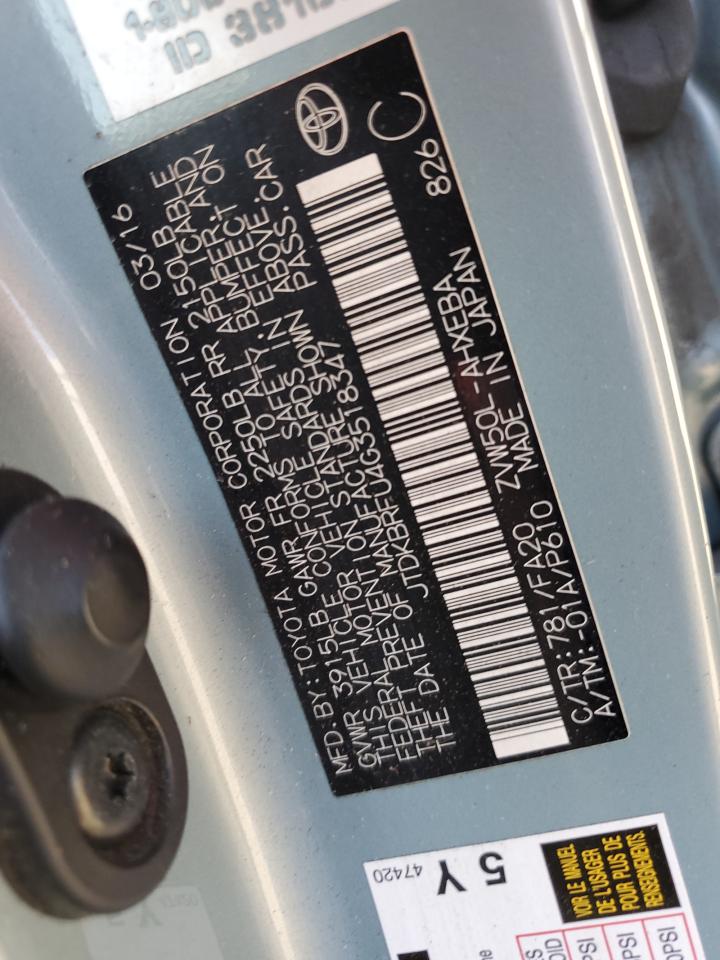 MFD.BY:TOYOTA MOTOR CORPORATION 03/16
GVWR 3915LB GAWR FR 2250LB RR 2150LB
THIS VEHICLE CONFORMS TO ALL APPLICABLE
FEDERAL MOTOR VEHICLE SAFETY, BUMPER, AND
THEFT PREVENTION STANDARDS IN EFFECT ON
THE DATE OF MANUFACTURE SHOWN ABOVE.
JTDKBRFU4G3518347 PASS.CAR
C
826
C/TR:781/FA20 ZVW50L-AHXEBA
A/TM:-01A/P610 MADE IN JAPAN
5 Y
47420
VOIR LE MANUEL
DE L'USAGER
POUR PLUS DE
RENSEIGNEMENTS.
PSI
PSI